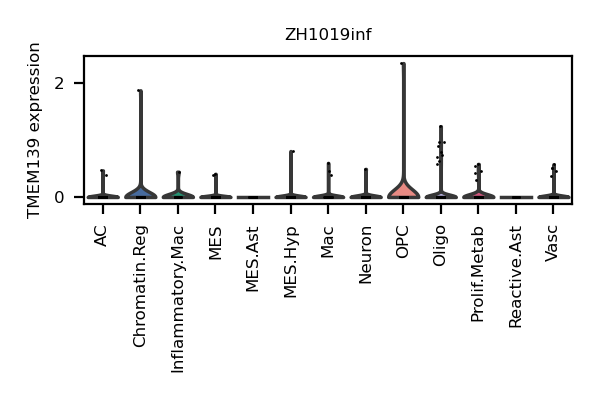 ZH1019inf
TMEM139 expression
2
0
AC
Chromatin.Reg
Inflammatory.Mac
MES
MES.Ast
MES.Hyp
Mac
Neuron
OPC
Oligo
Prolif.Metab
Reactive.Ast
Vasc